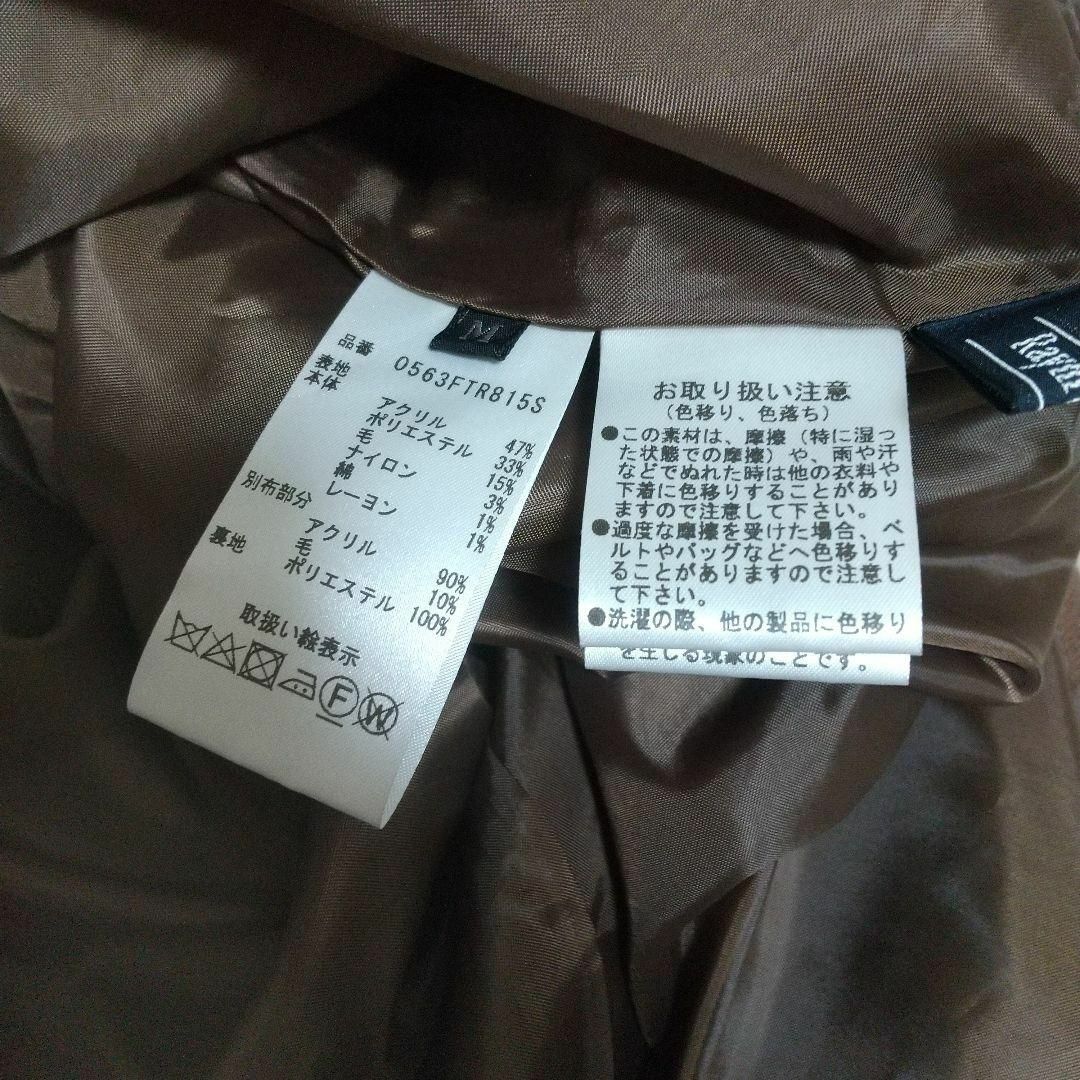 M
品番 0563FTR815S
表地
本体
アクリル 47%
ポリエステル 33%
毛 15%
ナイロン 3%
綿 1%
レーヨン 1%
別布部分
アクリル 90%
毛 10%
裏地 ポリエステル 100%
取扱い絵表示
F W
お取り扱い注意
(色移り、色落ち)
●この素材は、摩擦(特に湿っ
た状態での摩擦)や、雨や汗
などでぬれた時は他の衣料や
下着に色移りすることがあり
ますので注意して下さい。
●過度な摩擦を受けた場合、ベ
ルトやバッグなどへ色移りす
ることがありますので注意し
て下さい。
●洗濯の際、他の製品に色移り
を生じる現象のことです。